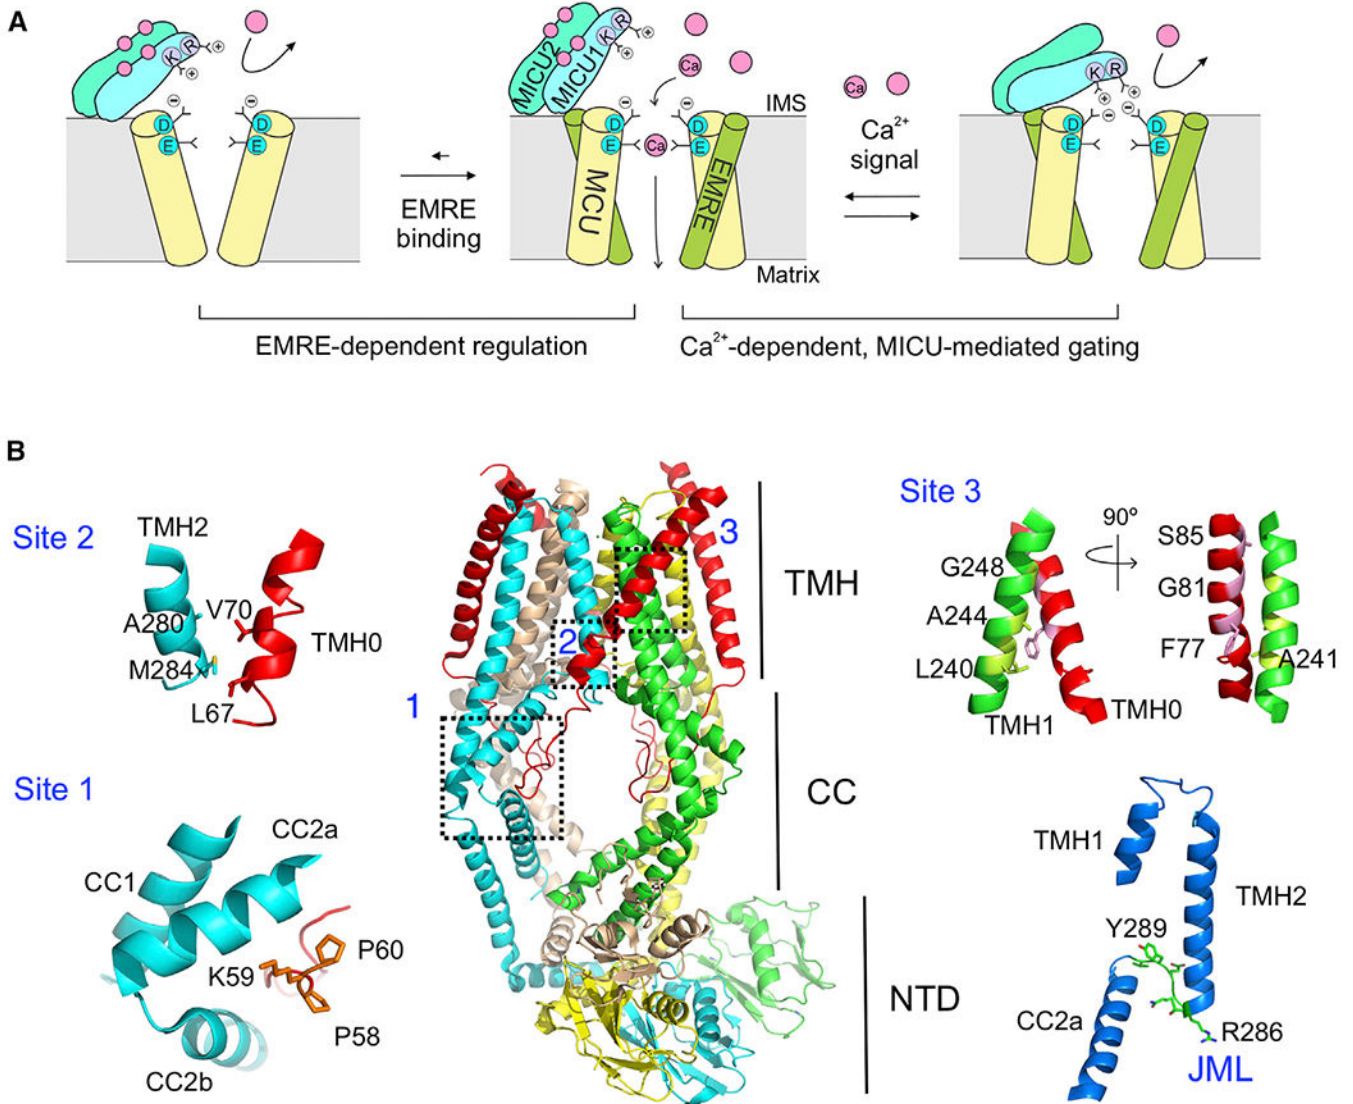 A
K
R
+
+
−
−
D
D
E
E
EMRE
binding
MICU2
MICU1
K
R
+
+
Ca
−
−
D
D
E
E
Ca
MCU
EMRE
IMS
Matrix
Ca
Ca²⁺
signal
K
R
+
+
−
−
D
D
E
E
EMRE-dependent regulation
Ca²⁺-dependent, MICU-mediated gating
B
Site 2
TMH2
V70
A280
TMH0
M284
L67
Site 1
CC2a
CC1
P60
K59
P58
CC2b
3
2
1
TMH
CC
NTD
Site 3
90º
G248
A244
L240
TMH1
TMH0
S85
G81
F77
A241
TMH1
TMH2
Y289
CC2a
R286
JML